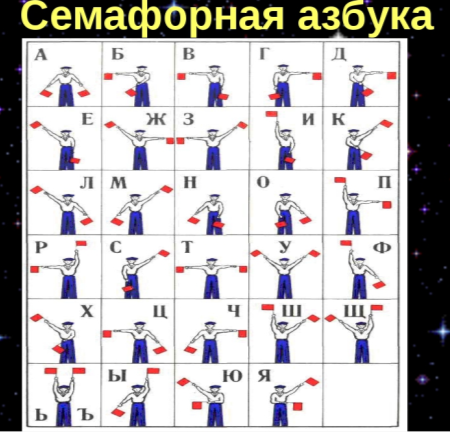 Семафорная азбука
А Б В Г Д
Е Ж З И К
Л М Н О П
Р С Т У Ф
Х Ц Ч Ш Щ
Ь Ъ Ы Ю Я